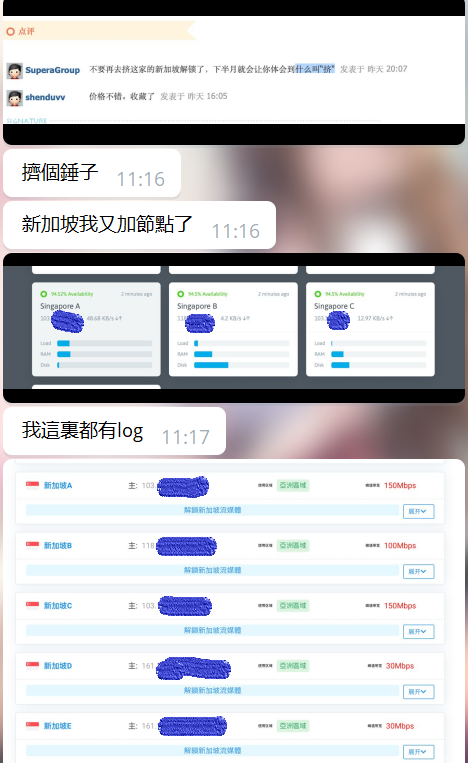 点评
SuperaGroup 不要再去挤这家的新加坡解锁了，下半月就会让你体会到什么叫"挤" 发表于 昨天 20:07
shenduvv 价格不错。收藏了 发表于 昨天 16:05
SIGNATURE
擠個錘子 11:16
新加坡我又加節點了 11:16
94.52% Availability 2 minutes ago 94.5% Availability 2 minutes ago 94.5% Availability 2 minutes ago
Singapore A Singapore B Singapore C
103 48.68 KB/s 118 4.2 KB/s 103. 12.97 KB/s
Load Load Load
RAM RAM RAM
Disk Disk Disk
我這裏都有log 11:17
新加坡A 主: 103. 亞洲區域 150Mbps
解鎖新加坡流媒體 展开
新加坡B 主: 118 亞洲區域 100Mbps
解鎖新加坡流媒體 展开
新加坡C 主: 103. 亞洲區域 150Mbps
解鎖新加坡流媒體 展开
新加坡D 主: 161. 亞洲區域 30Mbps
解鎖新加坡流媒體 展开
新加坡E 主: 161. 亞洲區域 30Mbps
解鎖新加坡流媒體 展开